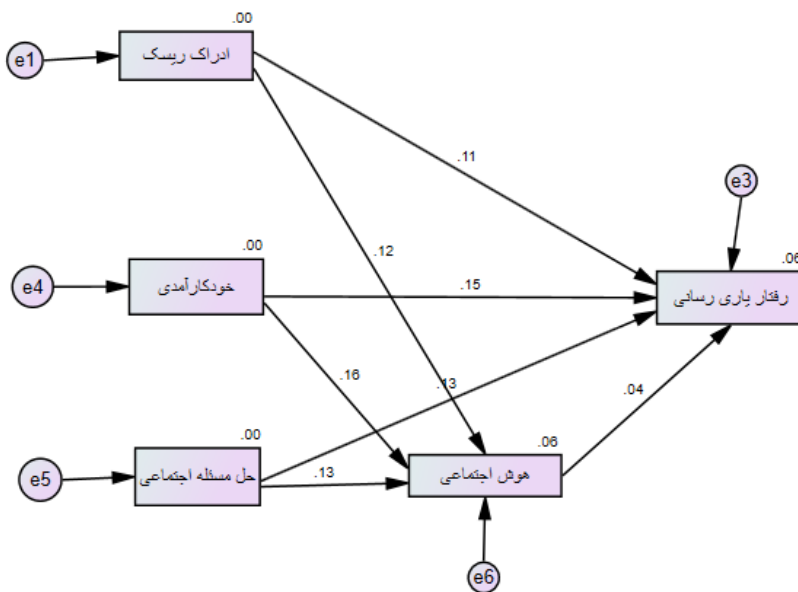 .00
e1
ادراک ریسک
.11
e3
.12
.00
.06
e4
خودکارآمدی
.15
رفتار یاری رسانی
.16
.13
.04
.00
.06
e5
حل مسئله اجتماعی
.13
هوش اجتماعی
e6